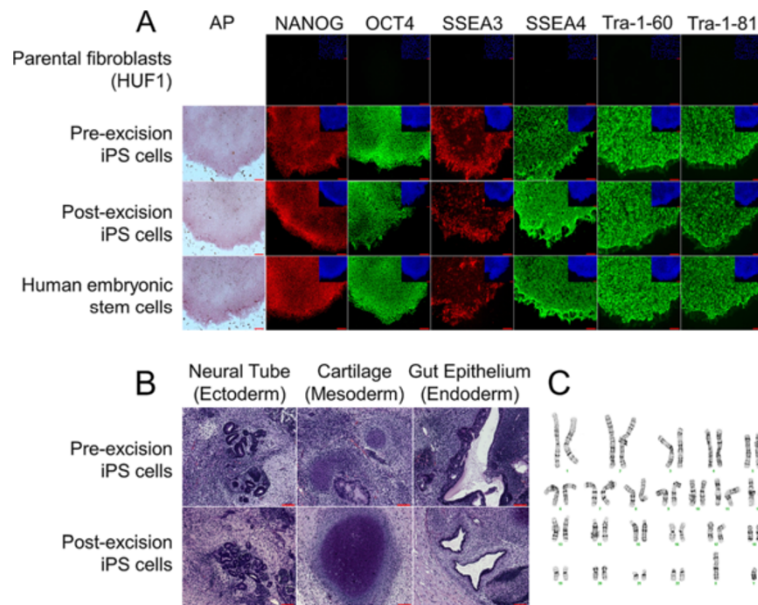 A
AP NANOG OCT4 SSEA3 SSEA4 Tra-1-60 Tra-1-81
Parental fibroblasts
(HUF1)
Pre-excision
iPS cells
Post-excision
iPS cells
Human embryonic
stem cells
B
Neural Tube Cartilage Gut Epithelium
(Ectoderm) (Mesoderm) (Endoderm)
C
Pre-excision
iPS cells
Post-excision
iPS cells